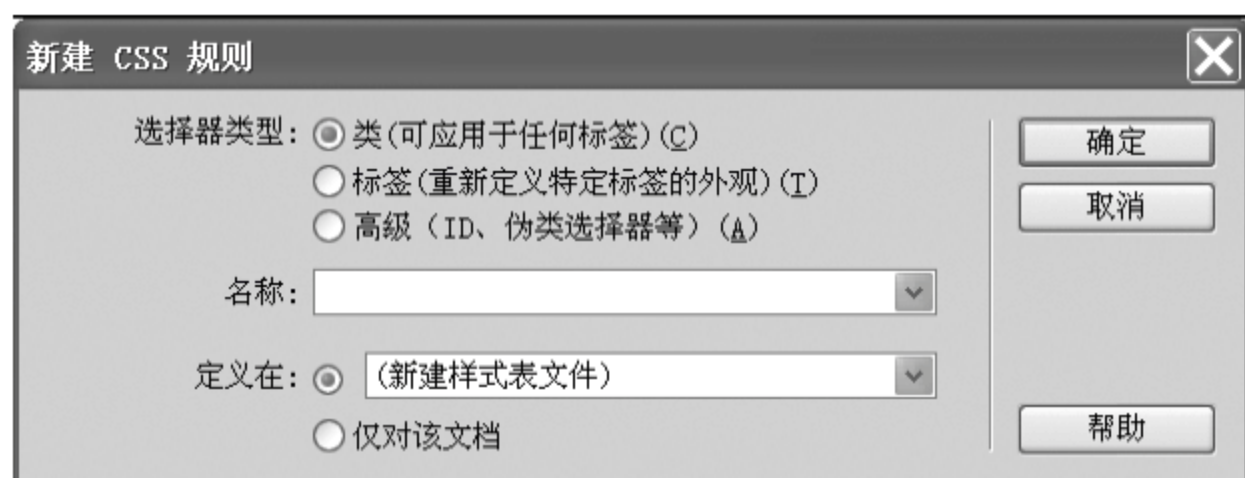 新建 CSS 规则
选择器类型: 类(可应用于任何标签)(C) 确定
标签(重新定义特定标签的外观)(T) 取消
高级（ID、伪类选择器等）(A)
名称:
定义在: (新建样式表文件)
仅对该文档 帮助